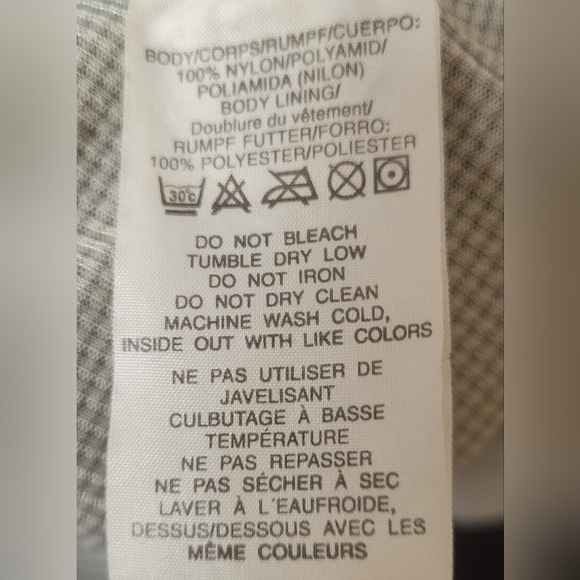 BODY/CORPS/RUMPF/CUERPO:
100% NYLON/POLYAMID/
POLIAMIDA (NILON)
BODY LINING/
Doublure du vêtement/
RUMPF FUTTER/FORRO:
100% POLYESTER/POLIESTER
30°c
DO NOT BLEACH
TUMBLE DRY LOW
DO NOT IRON
DO NOT DRY CLEAN
MACHINE WASH COLD,
INSIDE OUT WITH LIKE COLORS
NE PAS UTILISER DE
JAVELISANT
CULBUTAGE À BASSE
TEMPÉRATURE
NE PAS REPASSER
NE PAS SÉCHER À SEC
LAVER À L'EAUFROIDE,
DESSUS/DESSOUS AVEC LES
MÊME COULEURS